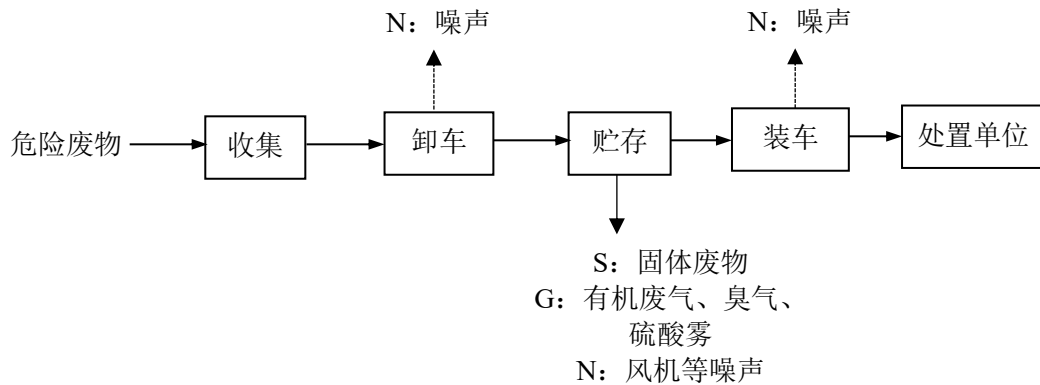 N：噪声
N：噪声
危险废物
收集
卸车
贮存
装车
处置单位
S：固体废物
G：有机废气、臭气、
硫酸雾
N：风机等噪声